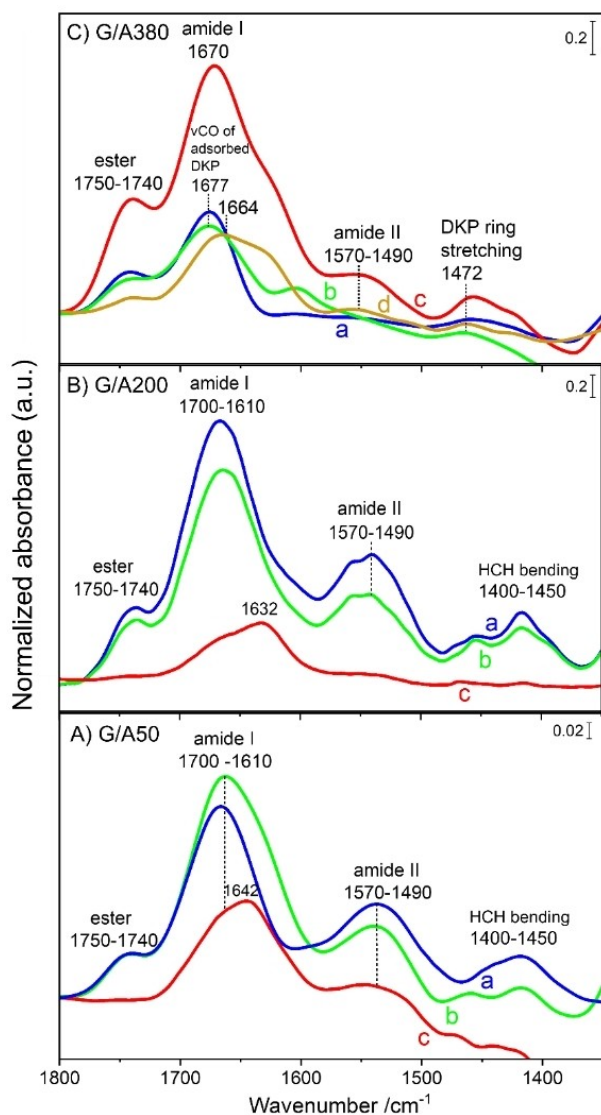 C) G/A380
amide I
1670
0.2
νCO of
adsorbed
DKP
1677
1664
ester
1750-1740
amide II
1570-1490
DKP ring
stretching
1472
b
d
c
a
B) G/A200
amide I
1700-1610
0.2
amide II
1570-1490
ester
1750-1740
1632
HCH bending
1400-1450
a
b
c
A) G/A50
amide I
1700 -1610
0.02
amide II
1570-1490
1642
ester
1750-1740
HCH bending
1400-1450
a
b
c
1800
1700
1600
1500
1400
Wavenumber /cm⁻¹
Normalized absorbance (a.u.)